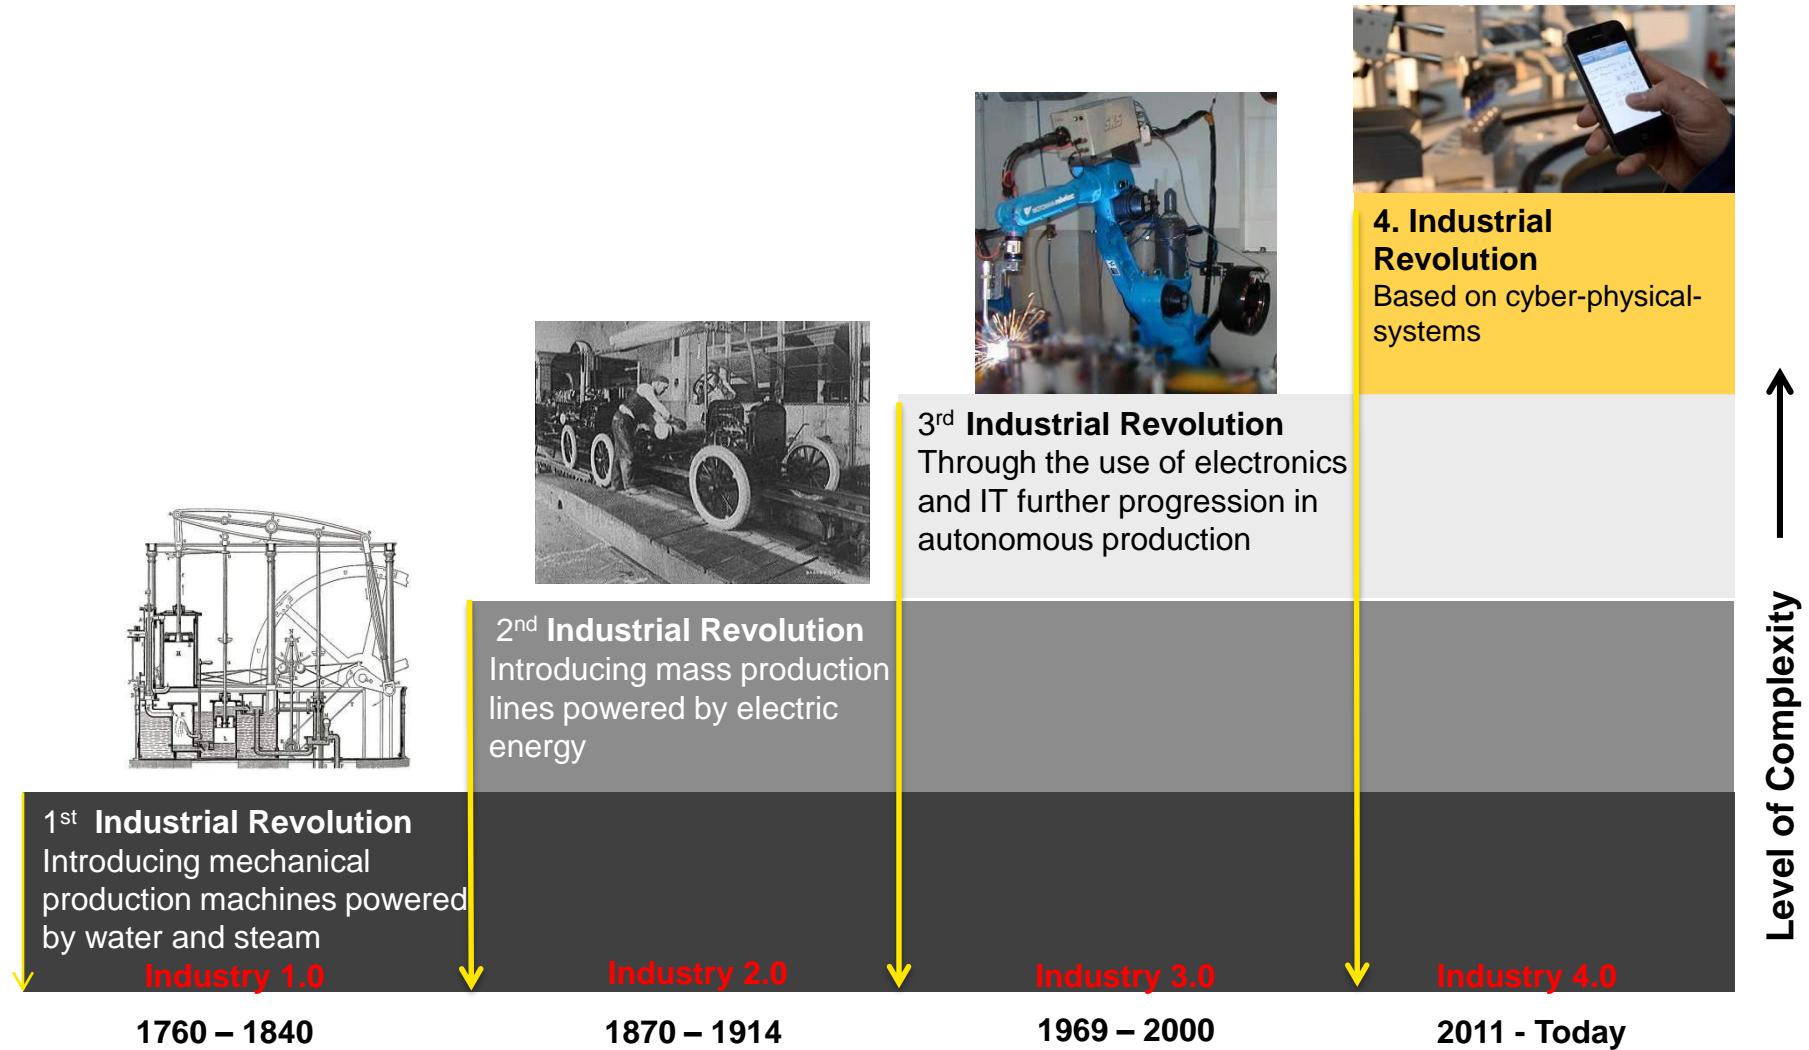 4. Industrial
Revolution
Based on cyber-physical-
systems
3rd Industrial Revolution
Through the use of electronics
and IT further progression in
autonomous production
2nd Industrial Revolution
Introducing mass production
lines powered by electric
energy
1st Industrial Revolution
Introducing mechanical
production machines powered
by water and steam
Industry 1.0
Industry 2.0
Industry 3.0
Industry 4.0
1760 – 1840
1870 – 1914
1969 – 2000
2011 - Today
Level of Complexity
SKS